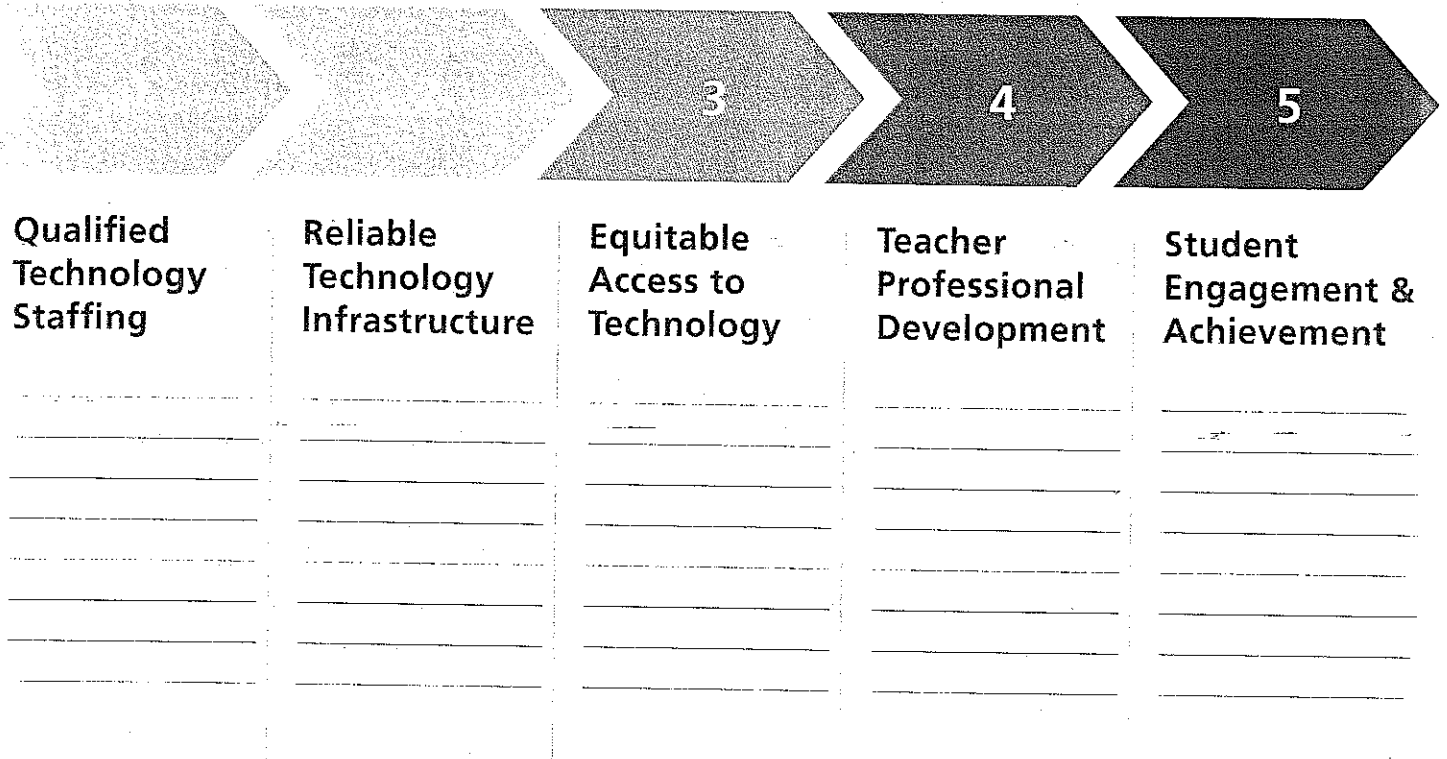 3
4
5
Qualified
Technology
Staffing
Reliable
Technology
Infrastructure
Equitable
Access to
Technology
Teacher
Professional
Development
Student
Engagement &
Achievement